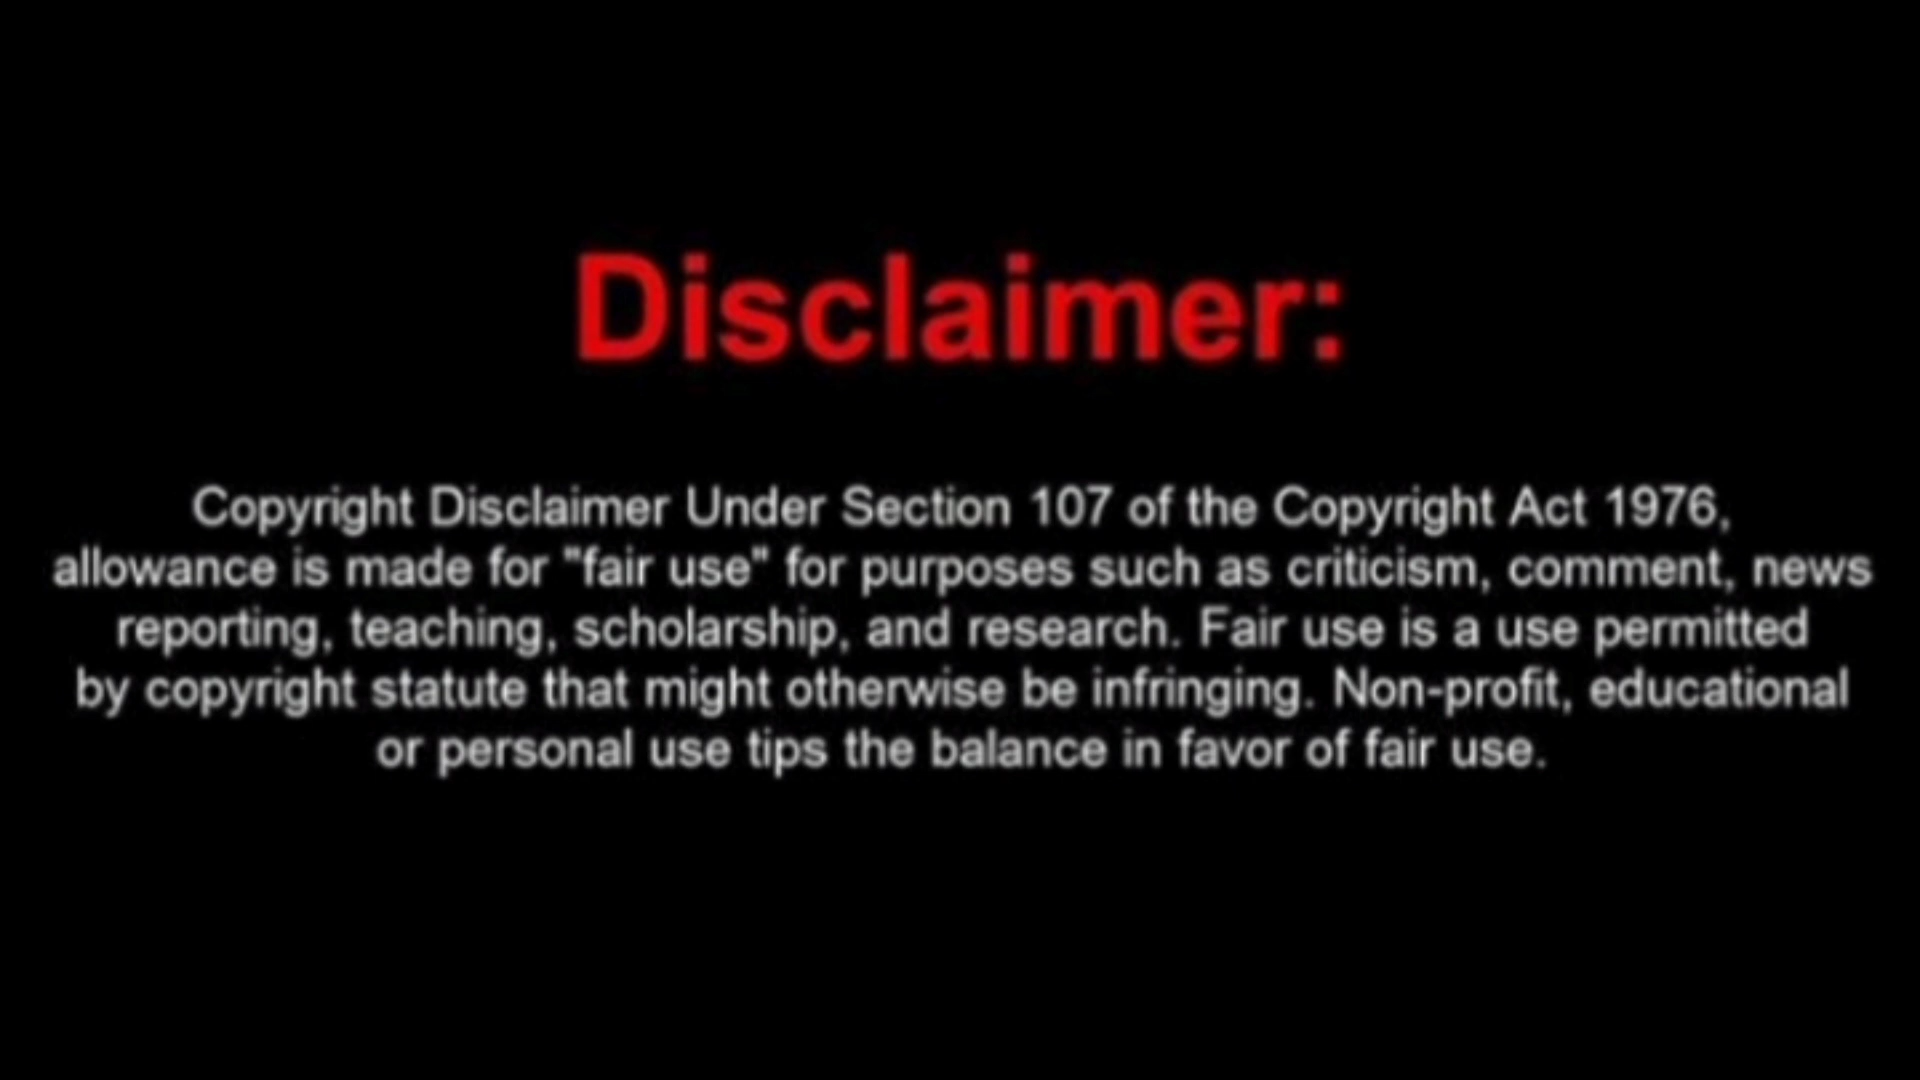 Disclaimer:
Copyright Disclaimer Under Section 107 of the Copyright Act 1976,
allowance is made for "fair use" for purposes such as criticism, comment, news
reporting, teaching, scholarship, and research. Fair use is a use permitted
by copyright statute that might otherwise be infringing. Non-profit, educational
or personal use tips the balance in favor of fair use.